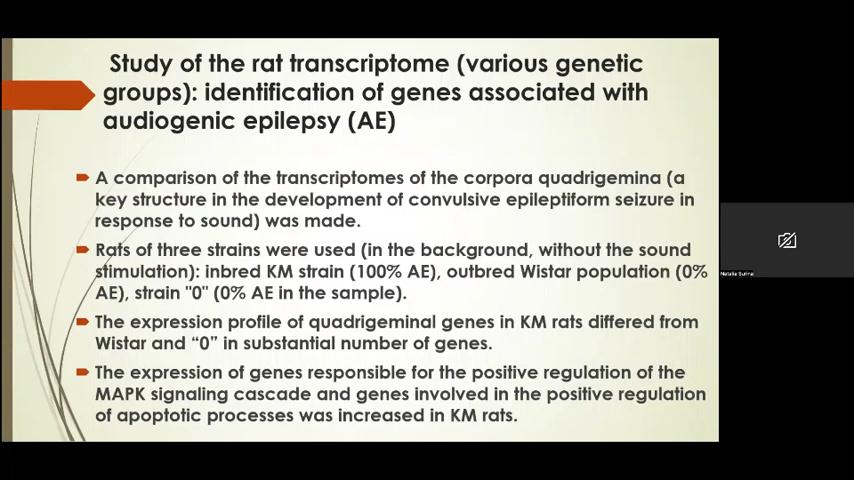 Study of the rat transcriptome (various genetic
groups): identification of genes associated with
audiogenic epilepsy (AE)
A comparison of the transcriptomes of the corpora quadrigemina (a
key structure in the development of convulsive epileptiform seizure in
response to sound) was made.
Rats of three strains were used (in the background, without the sound
stimulation): inbred KM strain (100% AE), outbred Wistar population (0%
AE), strain "0" (0% AE in the sample).
The expression profile of quadrigeminal genes in KM rats differed from
Wistar and “0” in substantial number of genes.
The expression of genes responsible for the positive regulation of the
MAPK signaling cascade and genes involved in the positive regulation
of apoptotic processes was increased in KM rats.
Natalia Surina